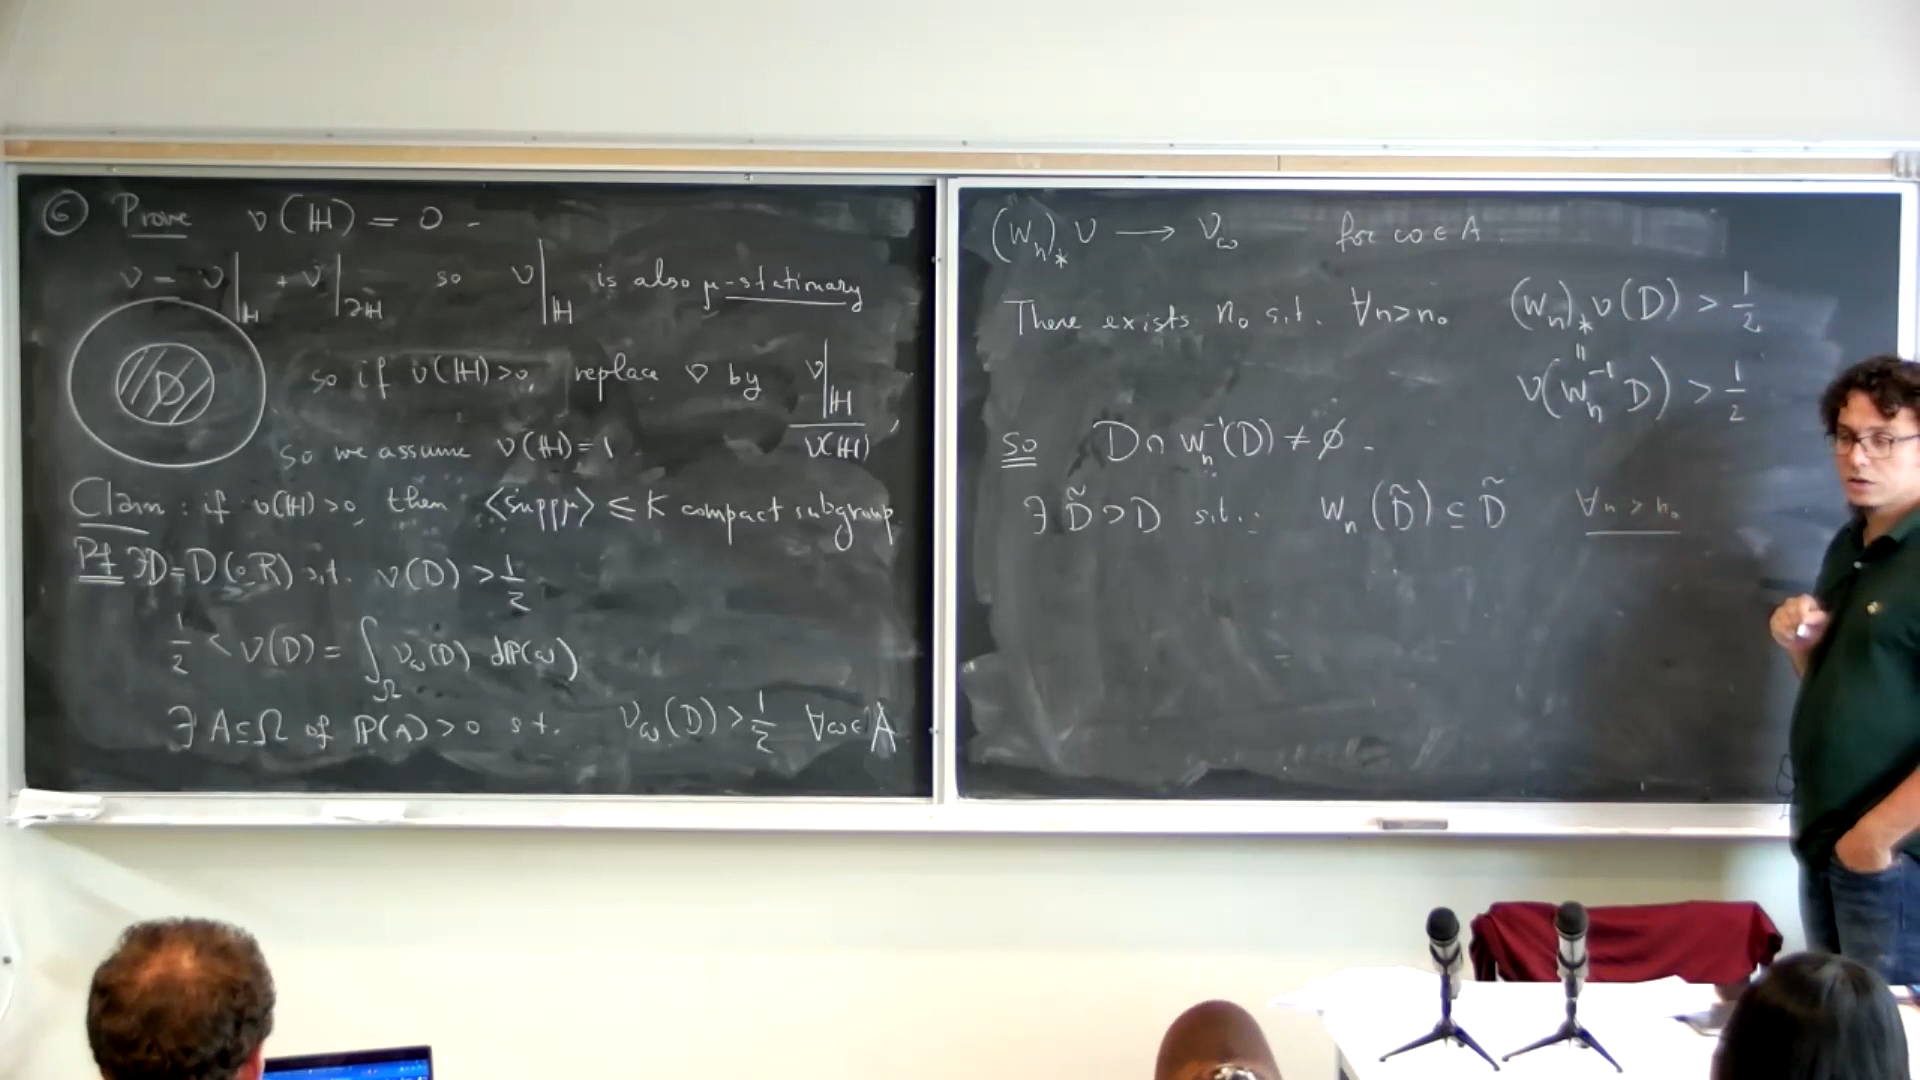 ⑥ Prove ν(ℍ) = 0 -
ν = ν|_ℍ + ν|_∂ℍ so ν|_ℍ is also μ-stationary
so if ν(ℍ)>0, replace ν by ν|_ℍ / ν(ℍ) ,
D
so we assume ν(ℍ)=1
Claim : if ν(ℍ)>0, then ⟨supp μ⟩ ≤ K compact subgroup
Pf ∃D=D(o,R) s.t. ν(D) > 1/2
1/2 < ν(D) = ∫_Ω ν_ω(D) dℙ(ω)
∃ A⊆Ω of ℙ(A)>0 s.t. ν_ω(D) > 1/2 ∀ω∈A
(w_n)_* ν → ν_ω for ω∈A.
There exists n_0 s.t. ∀n>n_0 (w_n)_* ν(D) > 1/2
=
ν(w_n^{-1} D) > 1/2
so D∩w_n^{-1}(D) ≠ ∅ -
∃ D̃⊃D s.t.: w_n(D̃) ⊆ D̃ ∀n>n_0